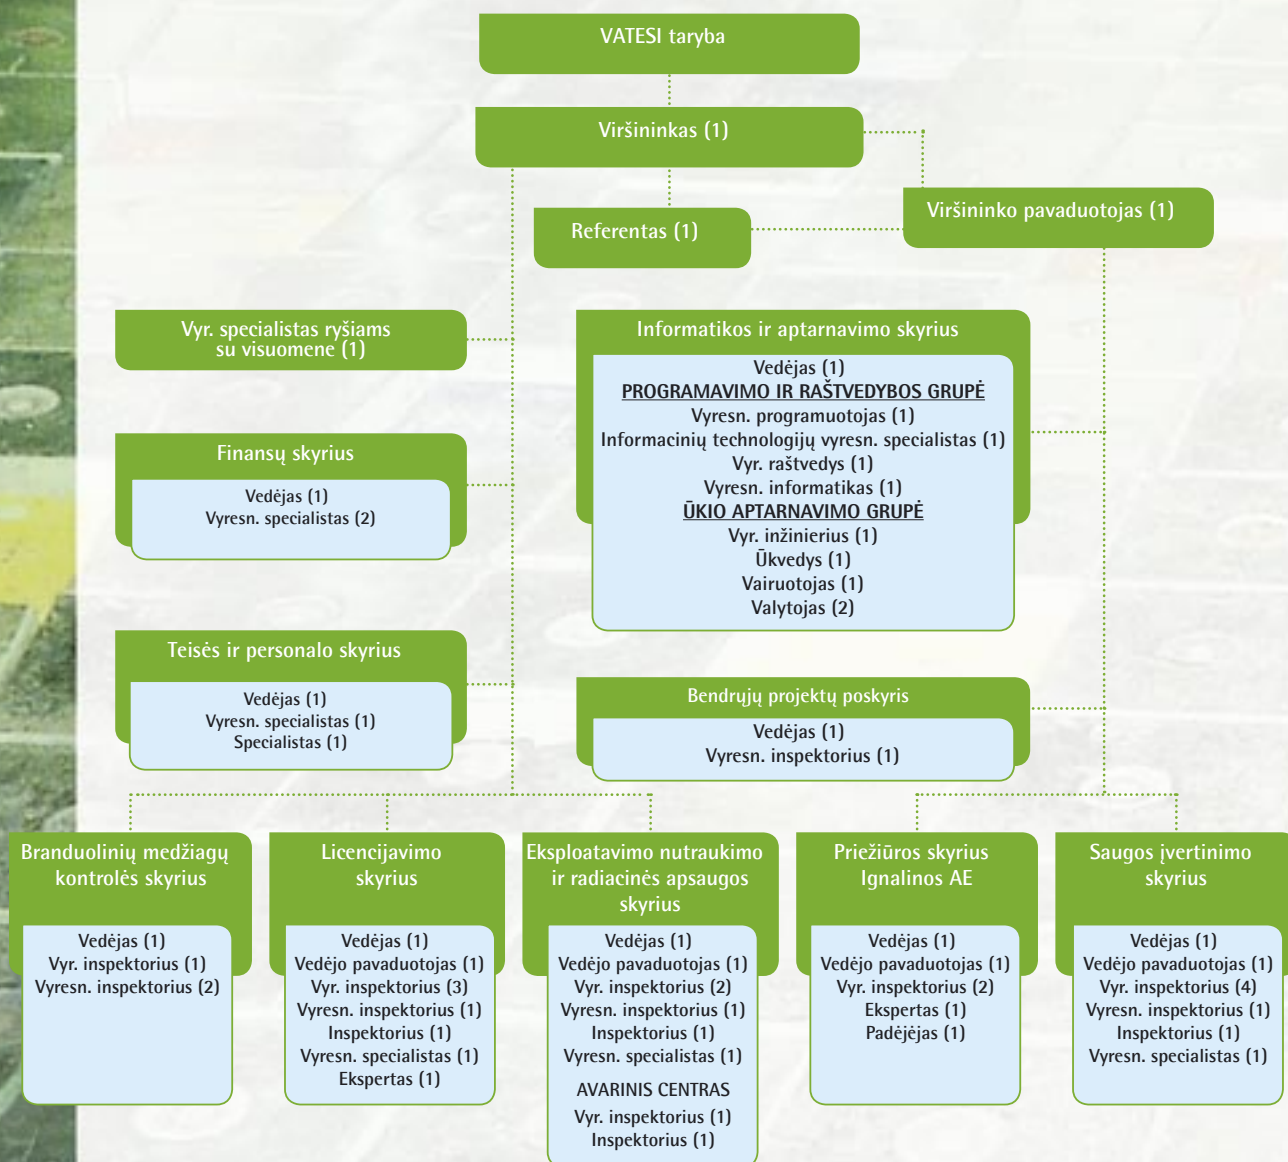 VATESI taryba
Viršininkas (1)
Viršininko pavaduotojas (1)
Referentas (1)
Vyr. specialistas ryšiams
su visuomene (1)
Finansų skyrius
Vedėjas (1)
Vyresn. specialistas (2)
Teisės ir personalo skyrius
Vedėjas (1)
Vyresn. specialistas (1)
Specialistas (1)
Informatikos ir aptarnavimo skyrius
Vedėjas (1)
PROGRAMAVIMO IR RAŠTVEDYBOS GRUPĖ
Vyresn. programuotojas (1)
Informacinių technologijų vyresn. specialistas (1)
Vyr. raštvedys (1)
Vyresn. informatikas (1)
ŪKIO APTARNAVIMO GRUPĖ
Vyr. inžinierius (1)
Ūkvedys (1)
Vairuotojas (1)
Valytojas (2)
Bendrųjų projektų poskyris
Vedėjas (1)
Vyresn. inspektorius (1)
Branduolinių medžiagų
kontrolės skyrius
Vedėjas (1)
Vyr. inspektorius (1)
Vyresn. inspektorius (2)
Licencijavimo
skyrius
Vedėjas (1)
Vedėjo pavaduotojas (1)
Vyr. inspektorius (3)
Vyresn. inspektorius (1)
Inspektorius (1)
Vyresn. specialistas (1)
Ekspertas (1)
Eksploatavimo nutraukimo
ir radiacinės apsaugos
skyrius
Vedėjas (1)
Vedėjo pavaduotojas (1)
Vyr. inspektorius (2)
Vyresn. inspektorius (1)
Inspektorius (1)
Vyresn. specialistas (1)
AVARINIS CENTRAS
Vyr. inspektorius (1)
Inspektorius (1)
Priežiūros skyrius
Ignalinos AE
Vedėjas (1)
Vedėjo pavaduotojas (1)
Vyr. inspektorius (2)
Ekspertas (1)
Padėjėjas (1)
Saugos įvertinimo
skyrius
Vedėjas (1)
Vedėjo pavaduotojas (1)
Vyr. inspektorius (4)
Vyresn. inspektorius (1)
Inspektorius (1)
Vyresn. specialistas (1)